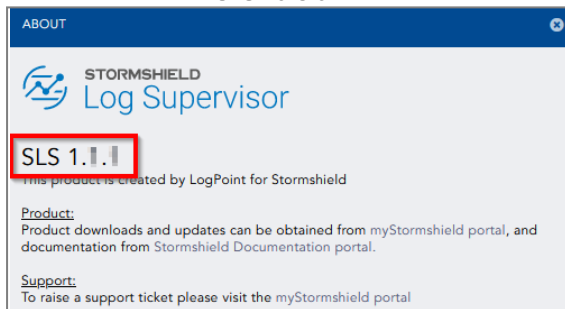 ABOUT
STORMSHIELD
Log Supervisor
SLS 1.
This product is created by LogPoint for Stormshield
Product:
Product downloads and updates can be obtained from myStormshield portal, and
documentation from Stormshield Documentation portal.
Support:
To raise a support ticket please visit the myStormshield portal